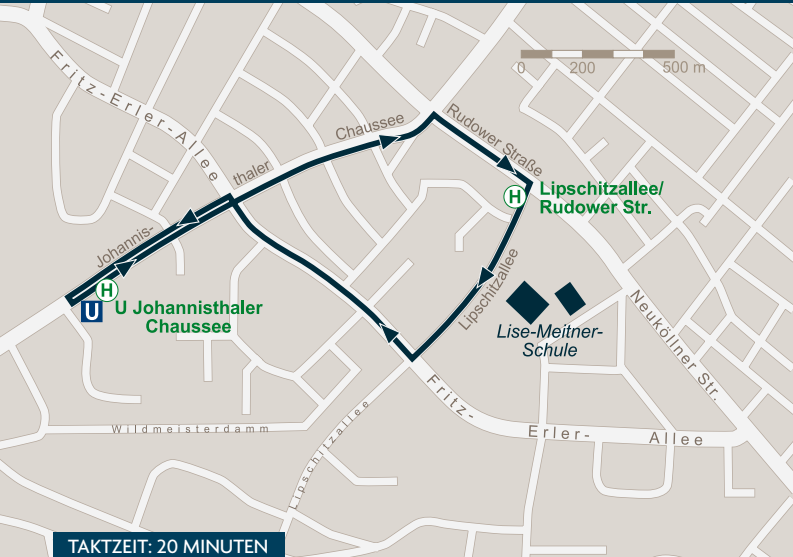 Fritz-Erler-Allee
0 200 500 m
Rudower Straße
Chaussee
thaler
Johannis-
H
Lipschitzallee/
Rudower Str.
H
U
U Johannisthaler
Chaussee
Lipschitzallee
Lise-Meitner-
Schule
Neuköllner Str.
Fritz-
Erler-
Allee
Wildmeisterdamm
Lipschitzallee
TAKTZEIT: 20 MINUTEN